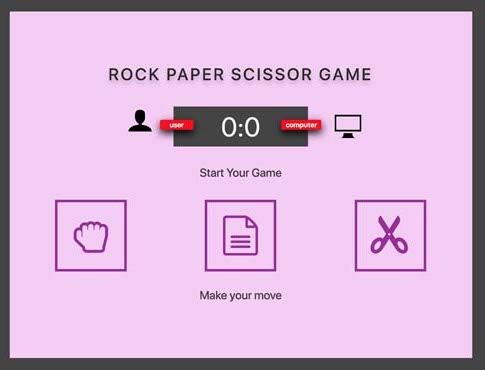 ROCK PAPER SCISSOR GAME
user 0:0 computer
Start Your Game
Make your move